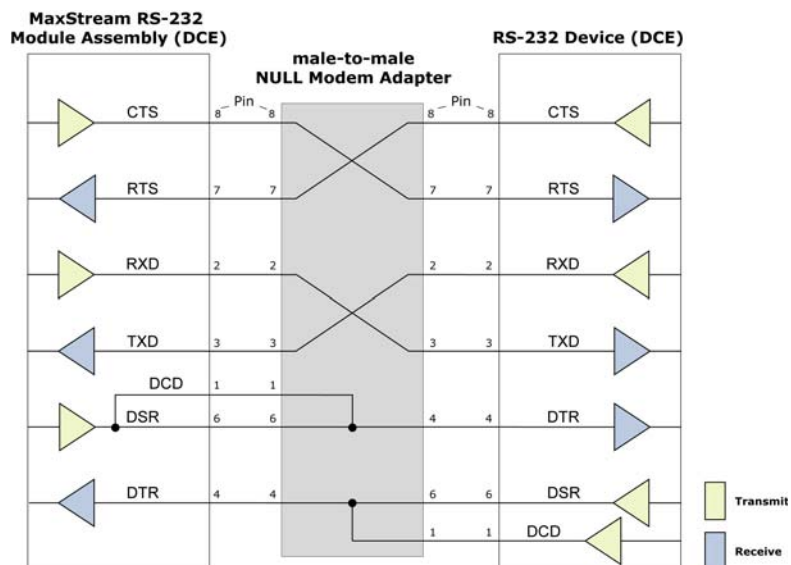 MaxStream RS-232
Module Assembly (DCE)
male-to-male
NULL Modem Adapter
RS-232 Device (DCE)
CTS 8 Pin 8 8 Pin 8 CTS
RTS 7 7 7 7 RTS
RXD 2 2 2 2 RXD
TXD 3 3 3 3 TXD
DCD 1 1
DSR 6 6 4 4 DTR
DTR 4 4 6 6 DSR
1 1 DCD
Transmit
Receive